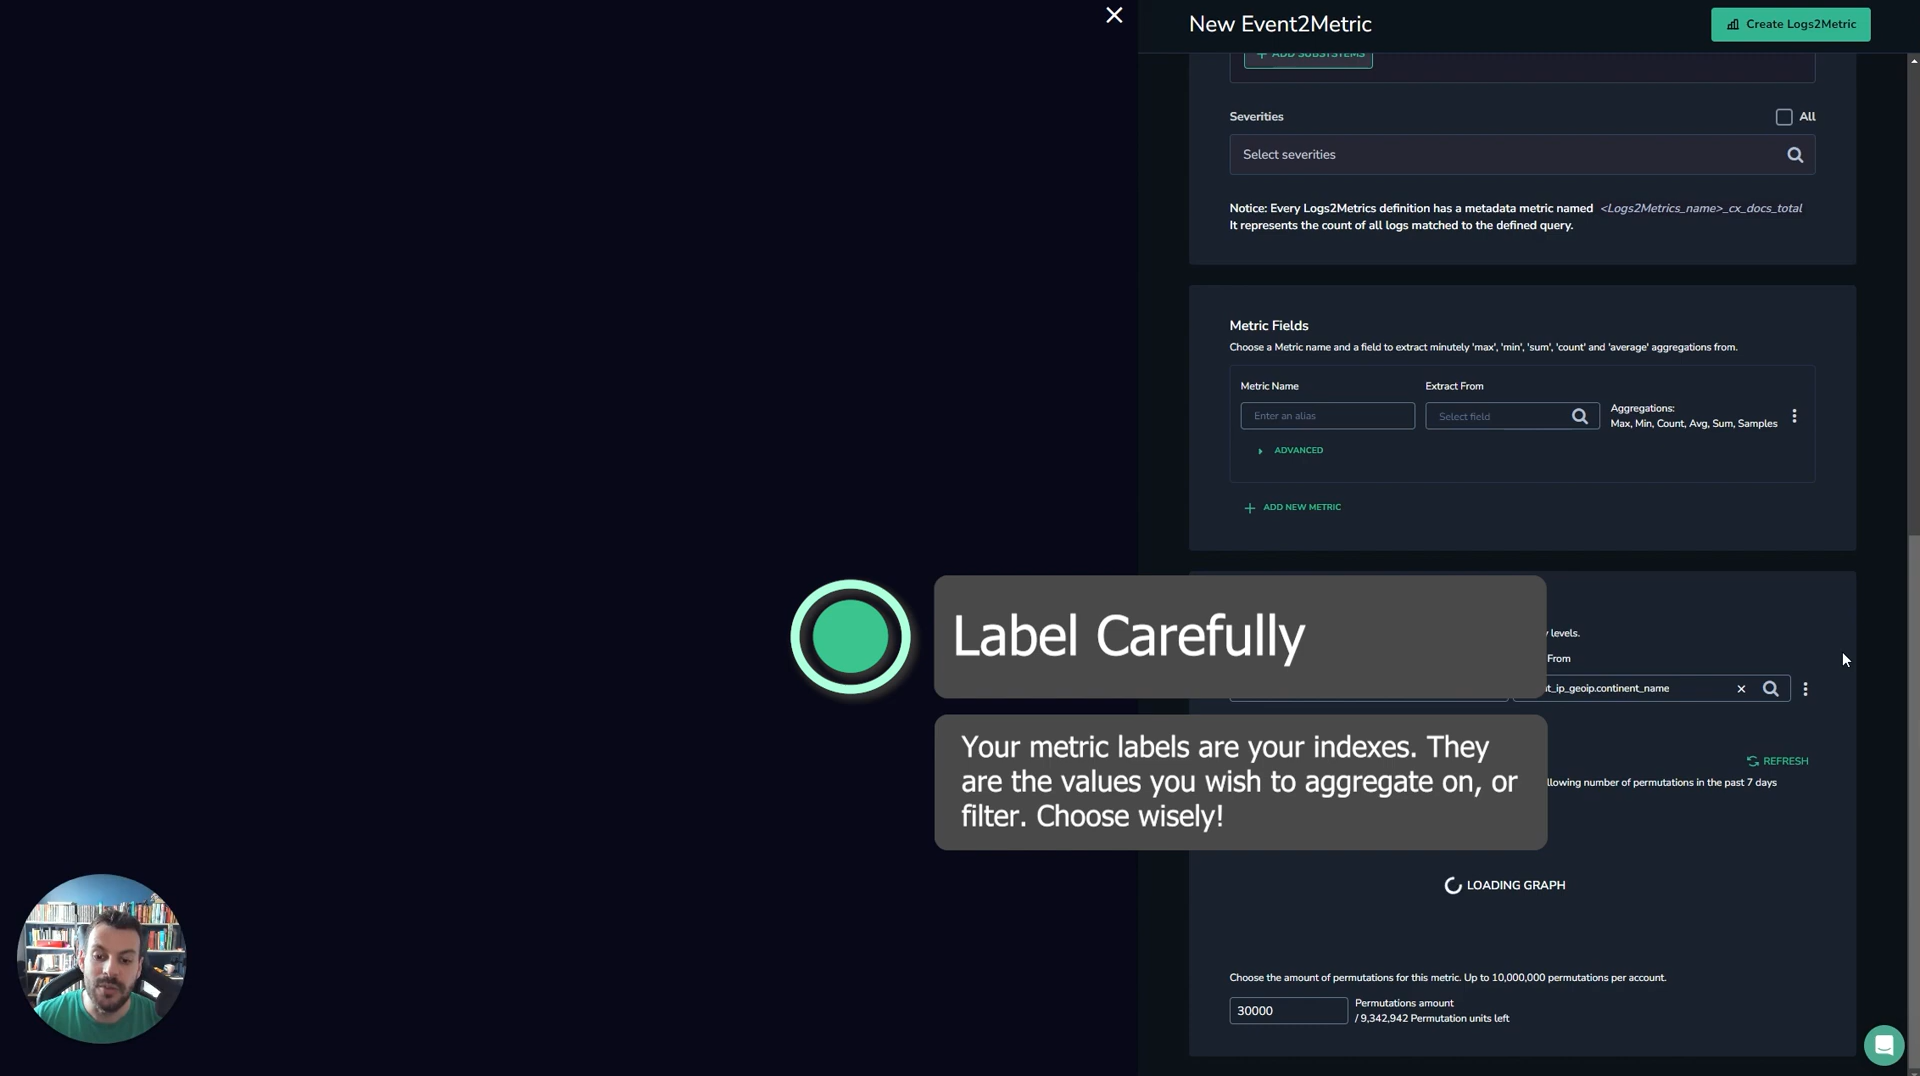 New Event2Metric
Create Logs2Metric
ADD SUBSYSTEMS
Severities
All
Select severities
Notice: Every Logs2Metrics definition has a metadata metric named <Logs2Metrics_name>_cx_docs_total
It represents the count of all logs matched to the defined query.
Metric Fields
Choose a Metric name and a field to extract minutely 'max', 'min', 'sum', 'count' and 'average' aggregations from.
Metric Name
Extract From
Enter an alias
Select field
Aggregations:
Max, Min, Count, Avg, Sum, Samples
ADVANCED
ADD NEW METRIC
Label Carefully
levels.
From
_ip_geoip.continent_name
Your metric labels are your indexes. They
are the values you wish to aggregate on, or
filter. Choose wisely!
REFRESH
llowing number of permutations in the past 7 days
LOADING GRAPH
Choose the amount of permutations for this metric. Up to 10,000,000 permutations per account.
30000
Permutations amount
/ 9,342,942 Permutation units left